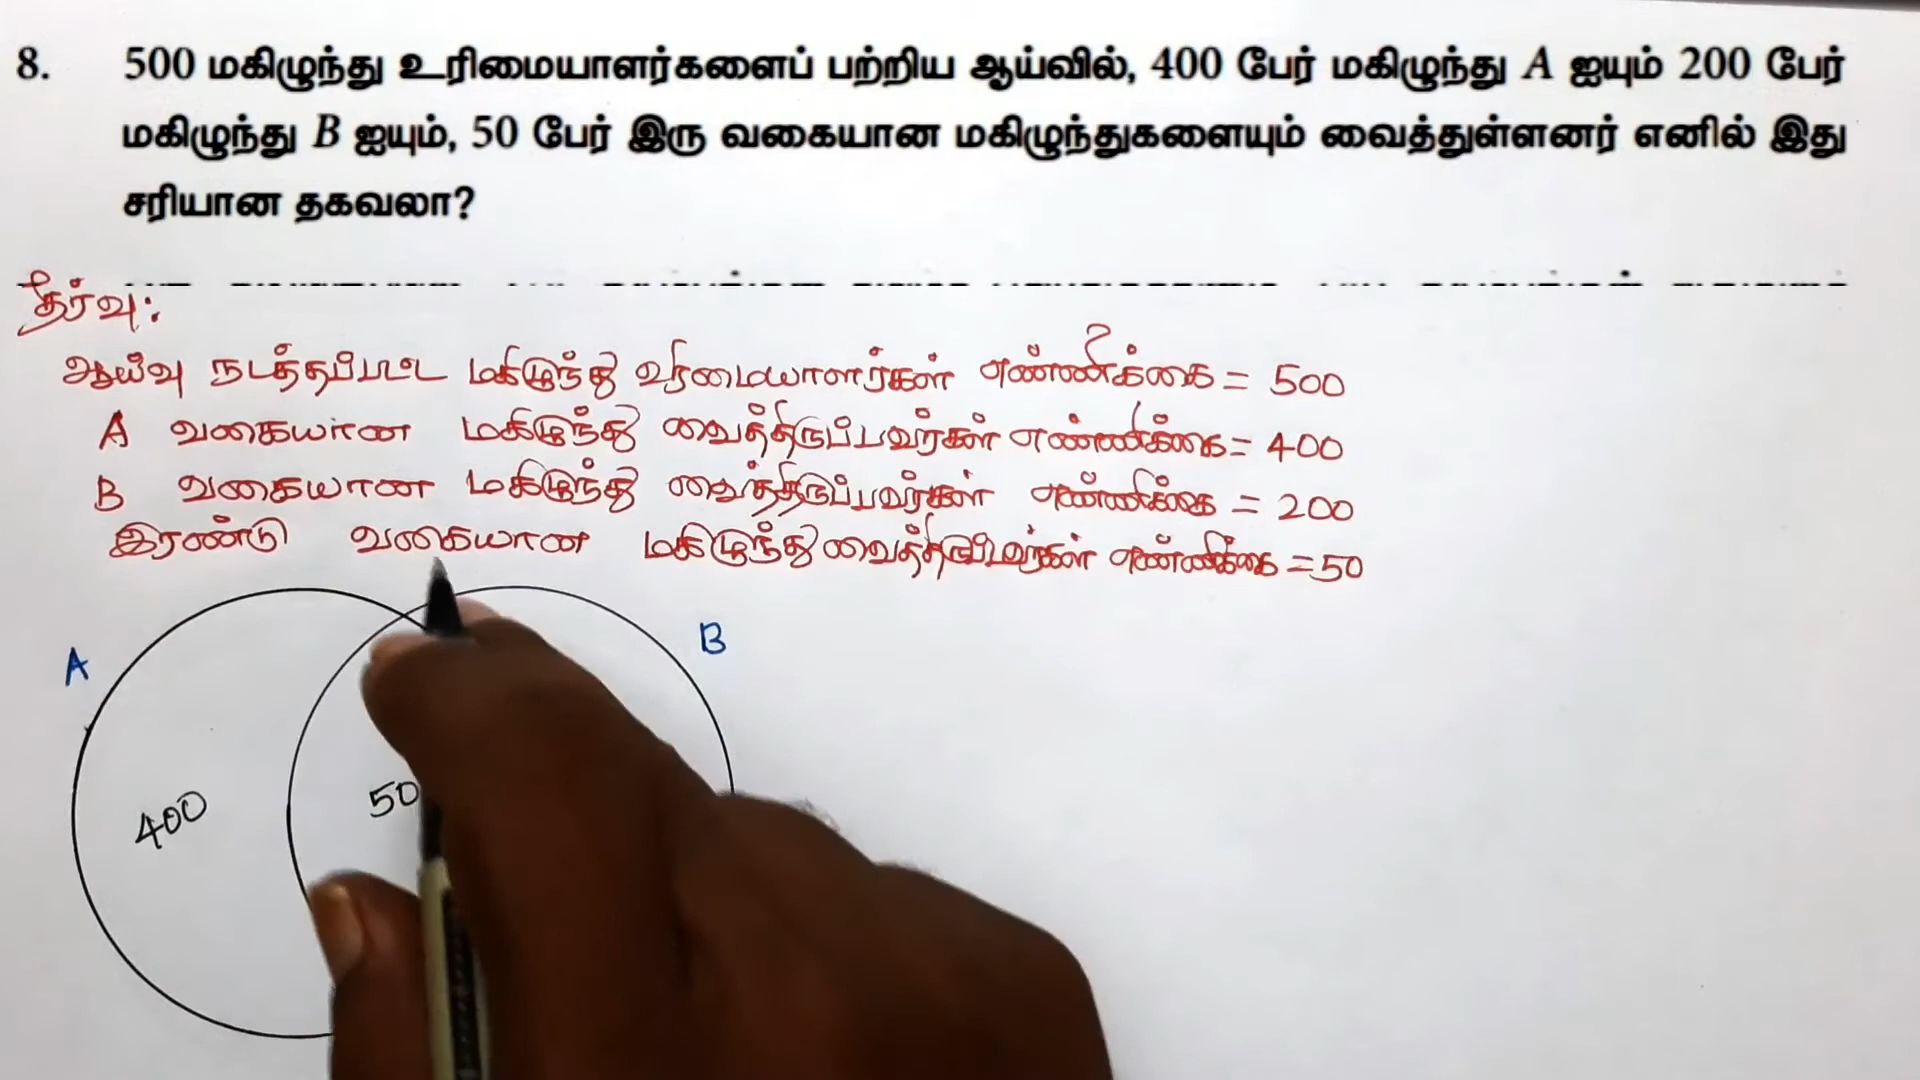 8. 500 மகிழுந்து உரிமையாளர்களைப் பற்றிய ஆய்வில், 400 பேர் மகிழுந்து A ஐயும் 200 பேர்
மகிழுந்து B ஐயும், 50 பேர் இரு வகையான மகிழுந்துகளையும் வைத்துள்ளனர் எனில் இது
சரியான தகவலா?
தீர்வு:
ஆய்வு நடத்தப்பட்ட மகிழுந்து உரிமையாளர்கள் எண்ணிக்கை = 500
A வகையான மகிழுந்து வைத்திருப்பவர்கள் எண்ணிக்கை = 400
B வகையான மகிழுந்து வைத்திருப்பவர்கள் எண்ணிக்கை = 200
இரண்டு வகையான மகிழுந்து வைத்திருப்பவர்கள் எண்ணிக்கை = 50
A B
400 50